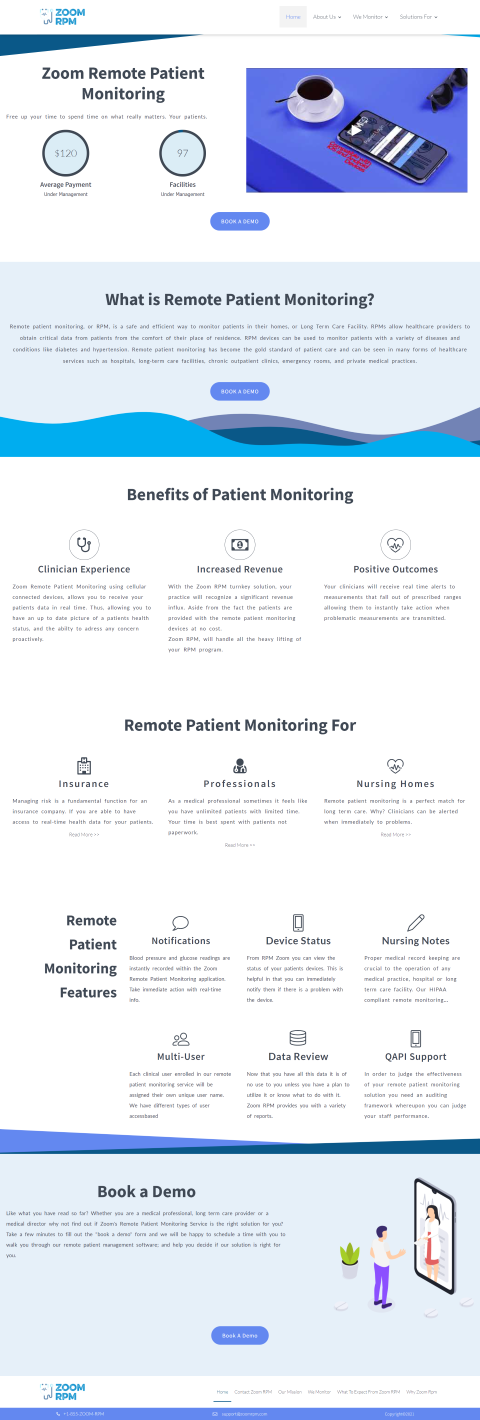 ZOOM
RPM
Home
About Us
We Monitor
Solutions For
Zoom Remote Patient
Monitoring
Free up your time to spend time on what really matters. Your patients.
$120
97
Average Payment
Facilities
Under Management
Under Management
BOOK A DEMO
What is Remote Patient Monitoring?
Remote patient monitoring, or RPM, is a safe and efficient way to monitor patients in their homes, or Long Term Care Facility. RPMs allow healthcare providers to
obtain critical data from patients from the comfort of their place of residence. RPM devices can be used to monitor patients with a variety of diseases and
conditions like diabetes and hypertension. Remote patient monitoring has become the gold standard of patient care and can be seen in many forms of healthcare
services such as hospitals, long-term care facilities, chronic outpatient clinics, emergency rooms, and private medical practices.
BOOK A DEMO
Benefits of Patient Monitoring
Clinician Experience
Zoom Remote Patient Monitoring using cellular
connected devices, allows you to receive your
patients data in real time. Thus, allowing you to
have an up to date picture of a patients health
status, and the abilty to adress any concern
proactively.
Increased Revenue
With the Zoom RPM turnkey solution, your
practice will recognize a significant revenue
influx. Aside from the fact the patients are
provided with the remote patient monitoring
devices at no cost.
Zoom RPM, will handle all the heavy lifting of
your RPM program.
Positive Outcomes
Your clinicians will receive real time alerts to
measurements that fall out of prescribed ranges
allowing them to instantly take action when
problematic measurements are transmitted.
Remote Patient Monitoring For
Insurance
Managing risk is a fundamental function for an
insurance company. If you are able to have
access to real-time health data for your patients.
Read More >>
Professionals
As a medical professional sometimes it feels like
you have unlimited patients with limited time.
Your time is best spent with patients not
paperwork.
Read More >>
Nursing Homes
Remote patient monitoring is a perfect match for
long term care. Why? Clinicians can be alerted
when immediately to problems.
Read More >>
Remote
Patient
Monitoring
Features
Notifications
Blood pressure and glucose readings are
instantly recorded within the Zoom
Remote Patient Monitoring application.
Take immediate action with real-time
info.
Device Status
From RPM Zoom you can view the
status of your patients devices. This is
helpful in that you can immediately
notify them if there is a problem with
the device.
Nursing Notes
Proper medical record keeping are
crucial to the operation of any
medical practice, hospital or long
term care facility. Our HIPAA
compliant remote monitoring...
Multi-User
Each clinical user enrolled in our remote
patient monitoring service will be
assigned their own unique user name.
We have different types of user
accessbased
Data Review
Now that you have all this data it is of
no use to you unless you have a plan to
utilize it or know what to do with it.
Zoom RPM provides you with a variety
of reports.
QAPI Support
In order to judge the effectiveness
of your remote patient monitoring
solution you need an auditing
framework whereupon you can judge
your staff performance.
Book a Demo
Like what you have read so far? Whether you are a medical professional, long term care provider or a
medical director why not find out if Zoom's Remote Patient Monitoring Service is the right solution for you?
Take a few minutes to fill out the "book a demo" form and we will be happy to schedule a time with you to
walk you through our remote patient management software; and help you decide if our solution is right for
you.
Book A Demo
ZOOM
RPM
Home
Contact Zoom RPM
Our Mission
We Monitor
What To Expect From Zoom RPM
Why Zoom Rpm
+1-855-ZOOM-RPM
support@zoomrpm.com